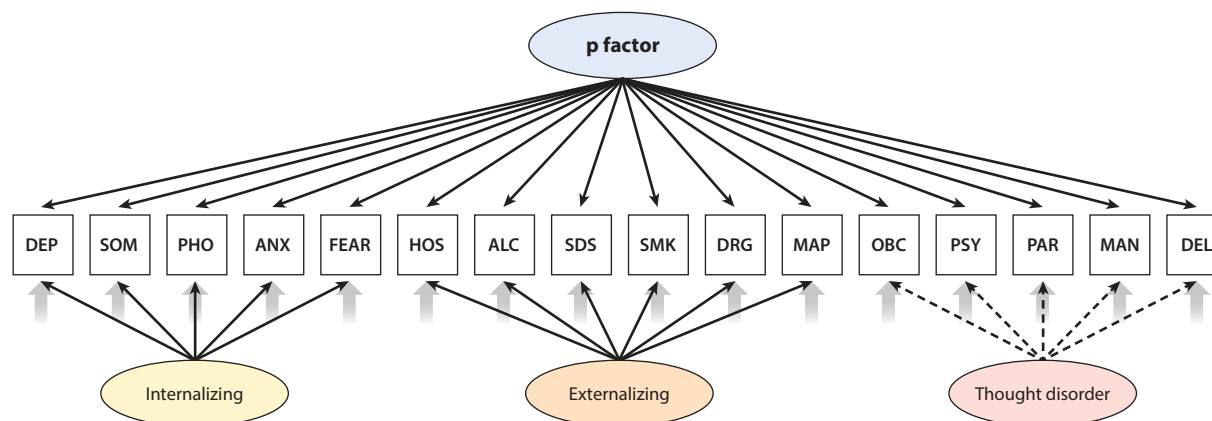 p factor
DEP SOM PHO ANX FEAR HOS ALC SDS SMK DRG MAP OBC PSY PAR MAN DEL
Internalizing Externalizing Thought disorder